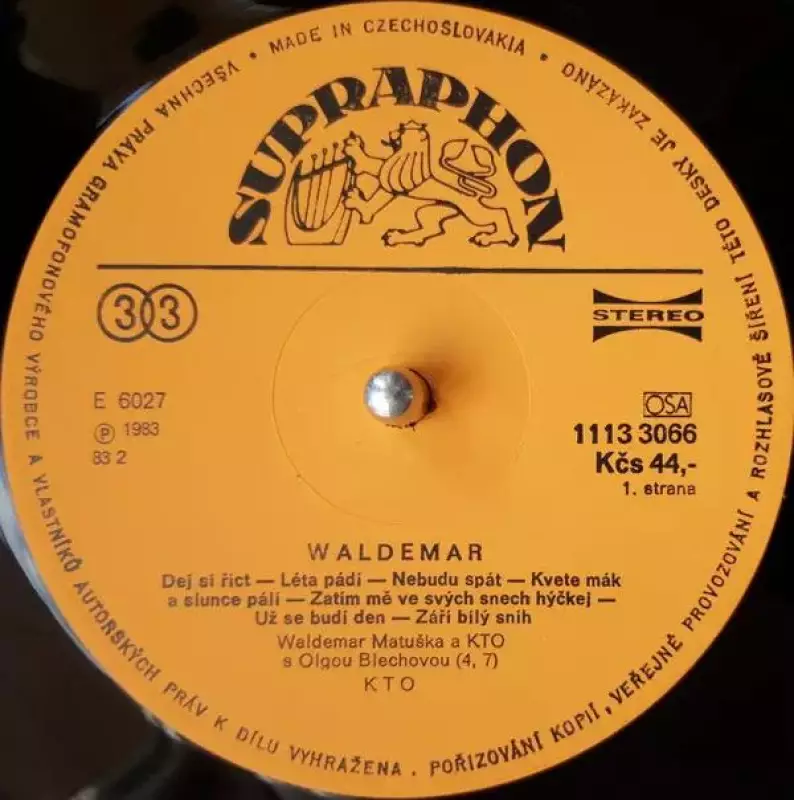 • MADE IN CZECHOSLOVAKIA •
SUPRAPHON
33
STEREO
E 6027
Ⓟ 1983
83 2
OSA
1113 3066
Kčs 44,-
1. strana
WALDEMAR
Dej si říct — Léta pádí — Nebudu spát — Kvete mák
a slunce pálí — Zatím mě ve svých snech hýčkej —
Už se budí den — Září bílý sníh
Waldemar Matuška a KTO
s Olgou Blechovou (4, 7)
KTO
VŠECHNA PRÁVA GRAMOFONOVÉHO VÝROBCE A VLASTNÍKŮ AUTORSKÝCH PRÁV K DÍLU VYHRAŽENA. POŘIZOVÁNÍ KOPIÍ, VEŘEJNÉ PROVOZOVÁNÍ A ROZHLASOVÉ ŠÍŘENÍ TÉTO DESKY JE ZAKÁZÁNO